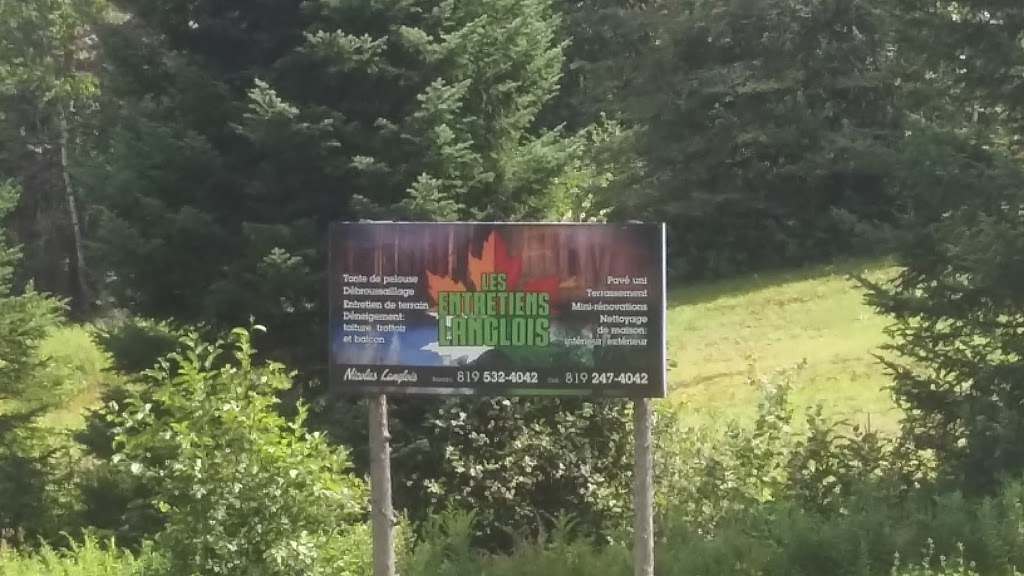 Tonte de pelouse
Débroussaillage
Entretien de terrain
Déneigement:
toiture, trottoir
et balcon
LES
ENTRETIENS
LANGLOIS
Pavé uni
Terrassement
Mini-rénovations
Nettoyage
de maison:
intérieur/extérieur
Nicolas Langlois 819 532-4042 819 247-4042